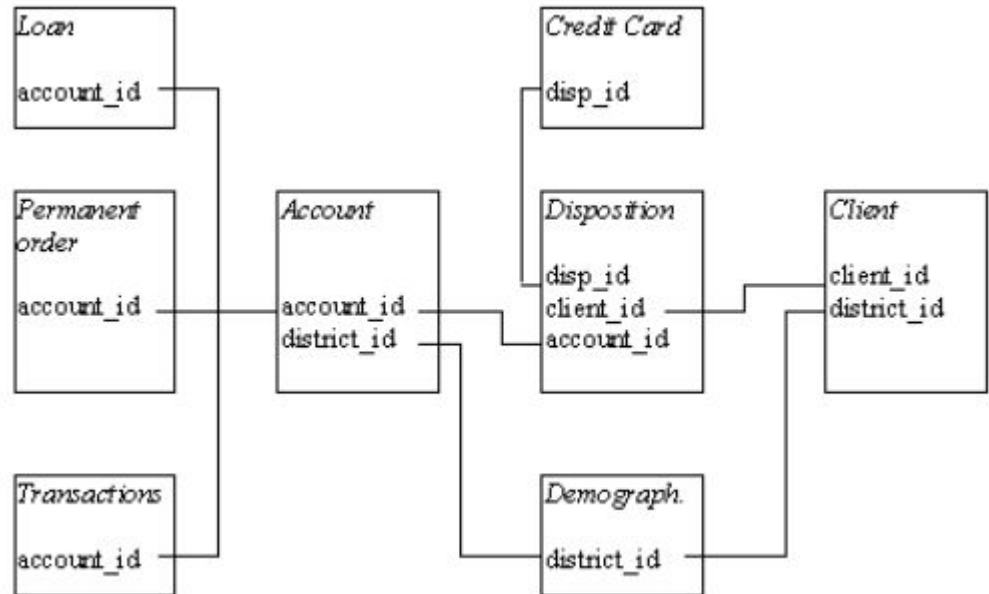 Loan
account_id
Credit Card
disp_id
Permanent
order
account_id
Account
account_id
district_id
Disposition
disp_id
client_id
account_id
Client
client_id
district_id
Transactions
account_id
Demograph.
district_id